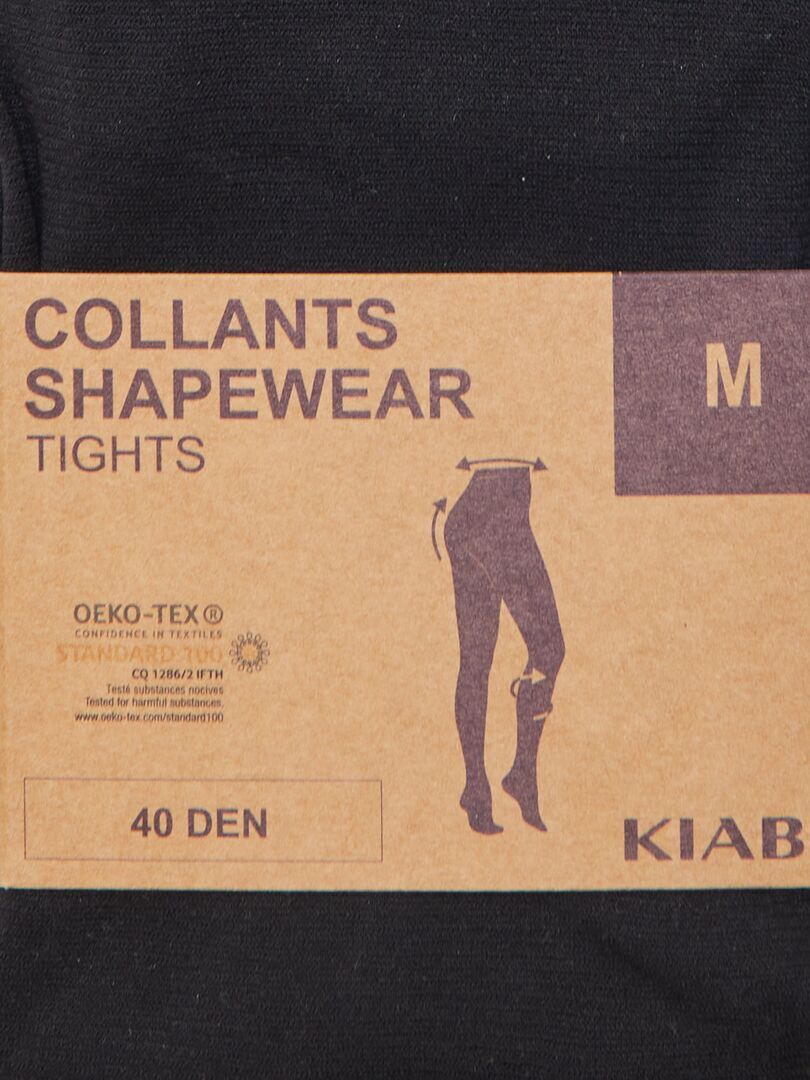 COLLANTS
SHAPEWEAR
TIGHTS
M
OEKO-TEX®
CONFIDENCE IN TEXTILES
STANDARD 100
CQ 1286/2 IFTH
Testé substances nocives
Tested for harmful substances.
www.oeko-tex.com/standard100
40 DEN
KIAB